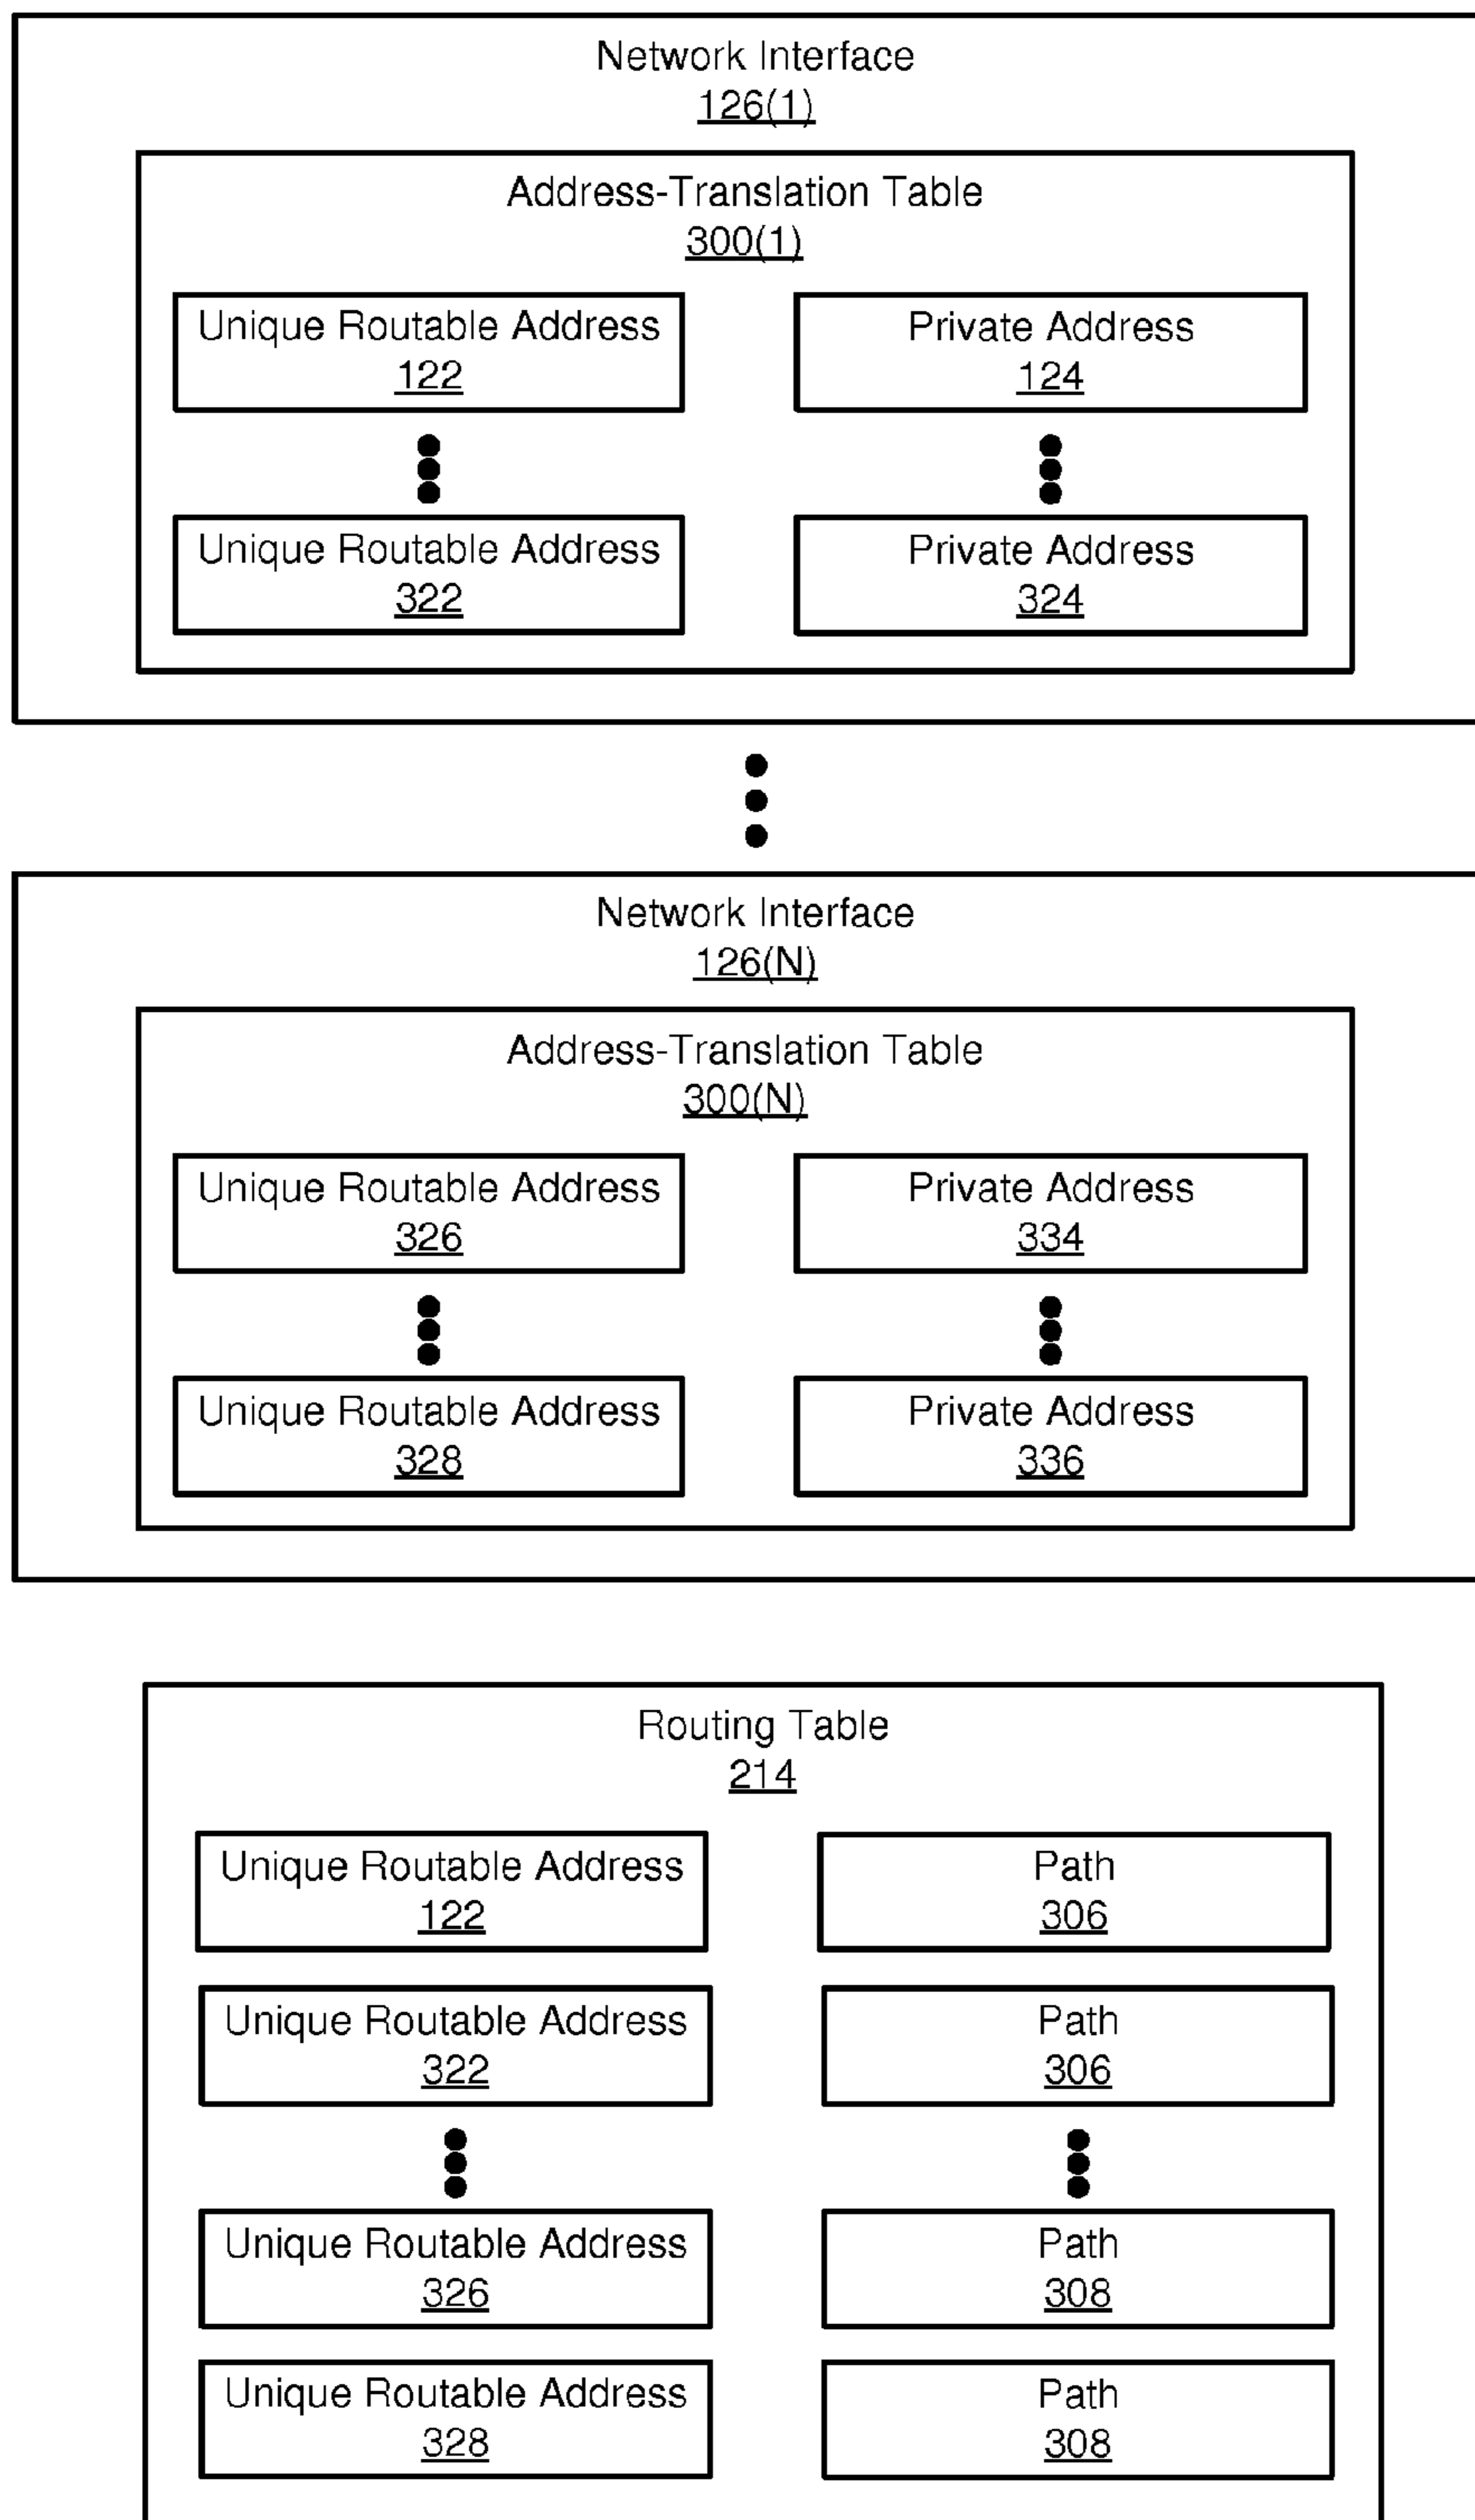 Network Interface
126(1)
Address-Translation Table
300(1)
Unique Routable Address
122
Private Address
124
Unique Routable Address
322
Private Address
324
Network Interface
126(N)
Address-Translation Table
300(N)
Unique Routable Address
326
Private Address
334
Unique Routable Address
328
Private Address
336
Routing Table
214
Unique Routable Address
122
Path
306
Unique Routable Address
322
Path
306
Unique Routable Address
326
Path
308
Unique Routable Address
328
Path
308